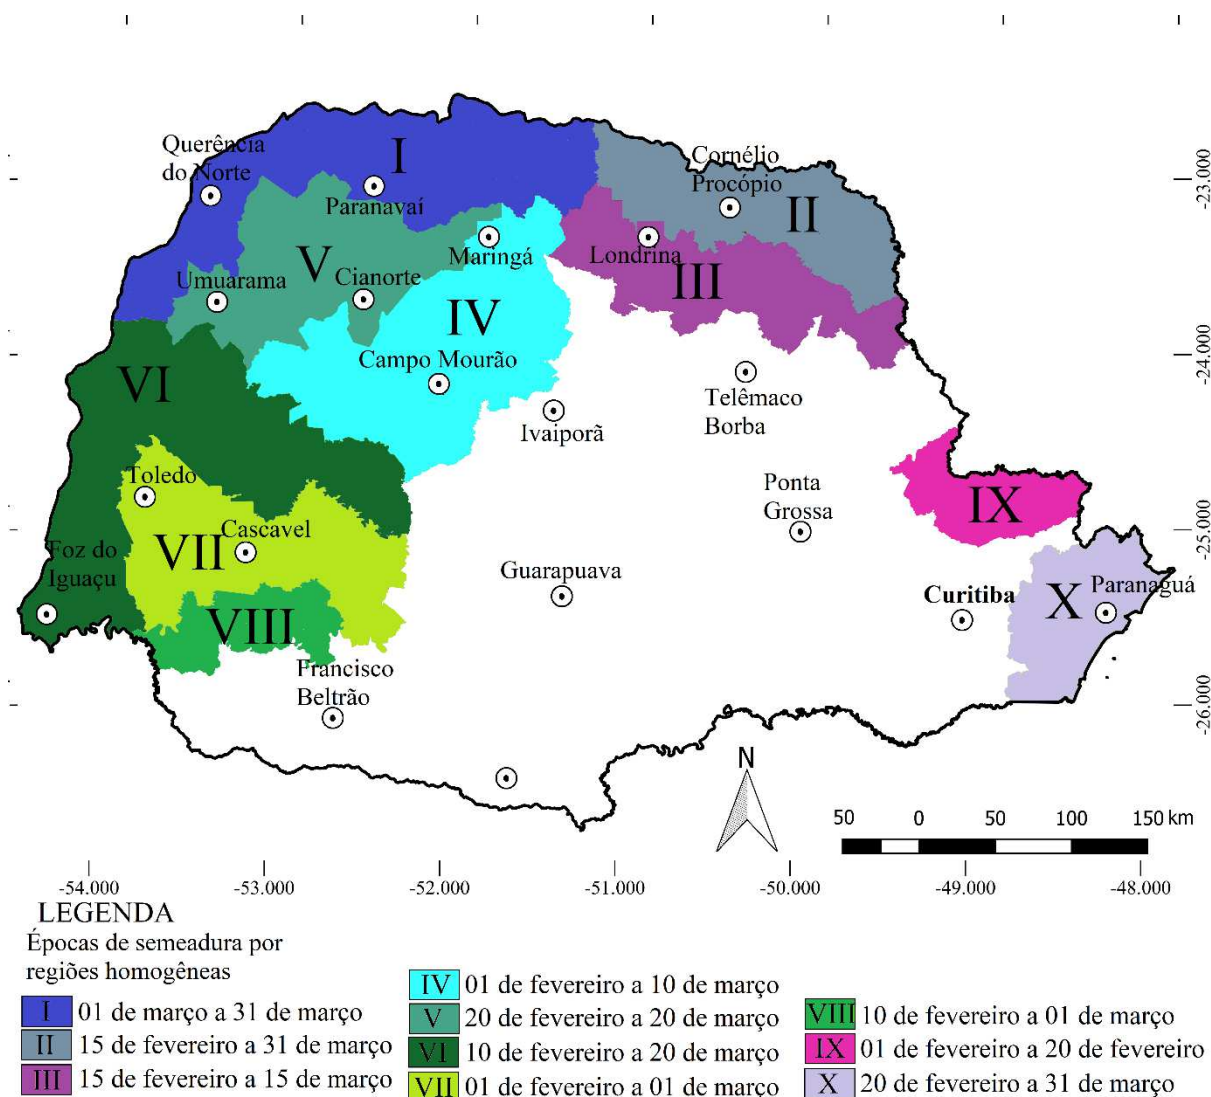 Querência
do Norte
I
Paranavaí
Cornélio
Procópio
II
Umuarama
V
Cianorte
Maringá
Londrina
III
IV
Campo Mourão
VI
Ivaiporã
Telêmaco
Borba
Toledo
Ponta
Grossa
IX
Cascavel
VII
Foz do
Iguaçu
Guarapuava
Curitiba
X
Paranaguá
VIII
Francisco
Beltrão
-23.000
-24.000
-25.000
-26.000
N
50 0 50 100 150 km
-54.000 -53.000 -52.000 -51.000 -50.000 -49.000 -48.000
LEGENDA
Épocas de semeadura por
regiões homogêneas
I 01 de março a 31 de março
II 15 de fevereiro a 31 de março
III 15 de fevereiro a 15 de março
IV 01 de fevereiro a 10 de março
V 20 de fevereiro a 20 de março
VI 10 de fevereiro a 20 de março
VII 01 de fevereiro a 01 de março
VIII 10 de fevereiro a 01 de março
IX 01 de fevereiro a 20 de fevereiro
X 20 de fevereiro a 31 de março